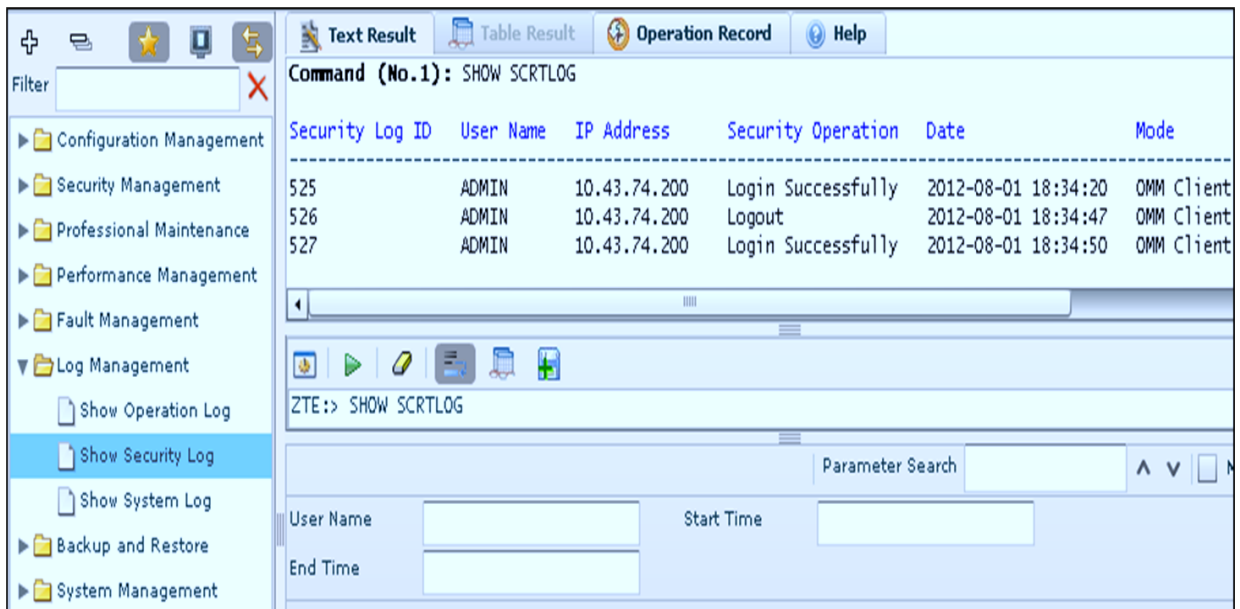 Filter
Configuration Management
Security Management
Professional Maintenance
Performance Management
Fault Management
Log Management
Show Operation Log
Show Security Log
Show System Log
Backup and Restore
System Management
Text Result Table Result Operation Record Help
Command (No.1): SHOW SCRTLOG
Security Log ID User Name IP Address Security Operation Date Mode
525 ADMIN 10.43.74.200 Login Successfully 2012-08-01 18:34:20 OMM Client
526 ADMIN 10.43.74.200 Logout 2012-08-01 18:34:47 OMM Client
527 ADMIN 10.43.74.200 Login Successfully 2012-08-01 18:34:50 OMM Client
ZTE:> SHOW SCRTLOG
Parameter Search
User Name Start Time
End Time